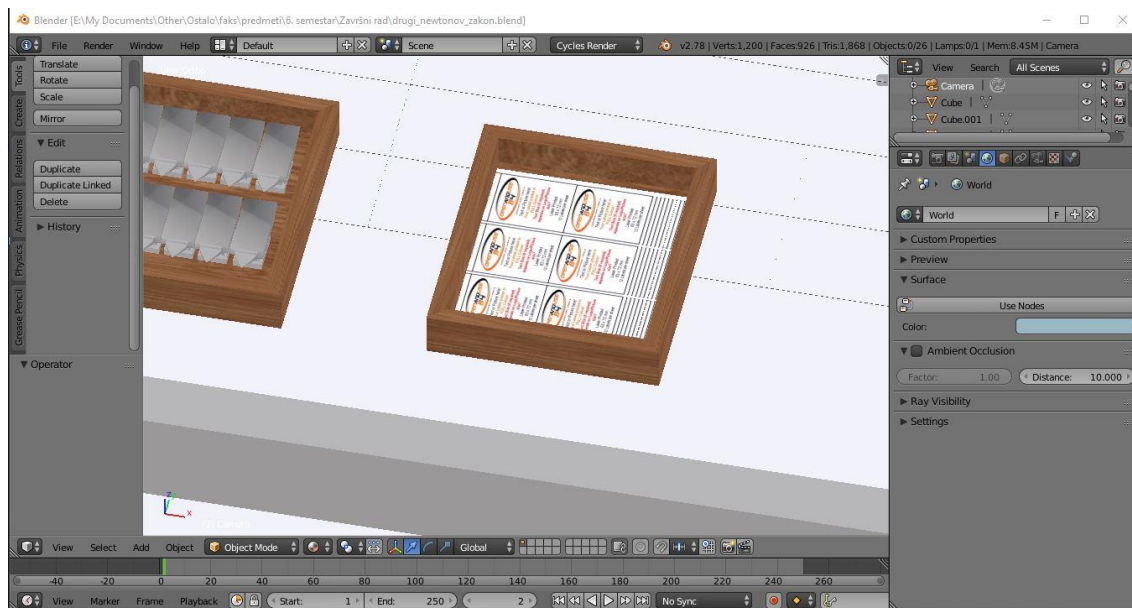 Blender [E:\My Documents\Other\Ostalo\faks\predmeti\6. semestar\Završni rad\drugi_newtonov_zakon.blend]
File Render Window Help Default Scene Cycles Render v2.78 | Verts:1,200 | Faces:926 | Tris:1,868 | Objects:0/26 | Lamps:0/1 | Mem:8.45M | Camera
View Search All Scenes
Camera
Cube
Cube.001
Tools
Create
Relations
Animation
Physics
Grease Pencil
Translate
Rotate
Scale
Mirror
Edit
Duplicate
Duplicate Linked
Delete
History
Operator
World
World F
Custom Properties
Preview
Surface
Use Nodes
Color:
Ambient Occlusion
Factor: 1.00 Distance: 10.000
Ray Visibility
Settings
z
x
View Select Add Object Object Mode Global
-40 -20 0 20 40 60 80 100 120 140 160 180 200 220 240 260
View Marker Frame Playback Start: 1 End: 250 2 No Sync